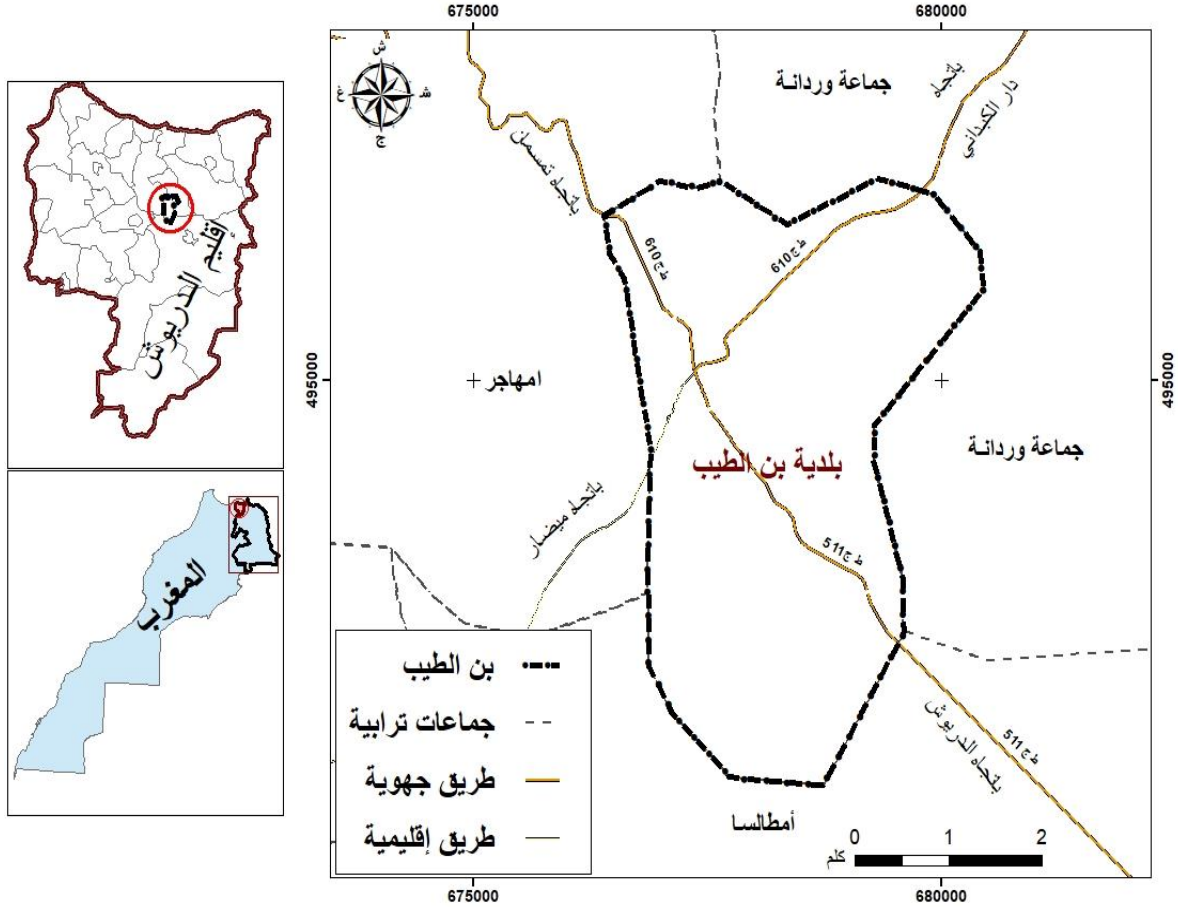 إقليم الدريوش
المغرب
675000
680000
ش
غ
ش
ج
جماعة وردانة
باتجاه
دار الكبداني
باتجاه تمسمن
ط ج 610
ط ج 610
495000
495000
امهاجر
جماعة وردانة
بلدية بن الطيب
باتجاه ميضار
ط ج 511
باتجاه الدريوش
ط ج 511
أمطالسا
بن الطيب
جماعات ترابية
طريق جهوية
طريق إقليمية
0 1 2
كلم
675000
680000